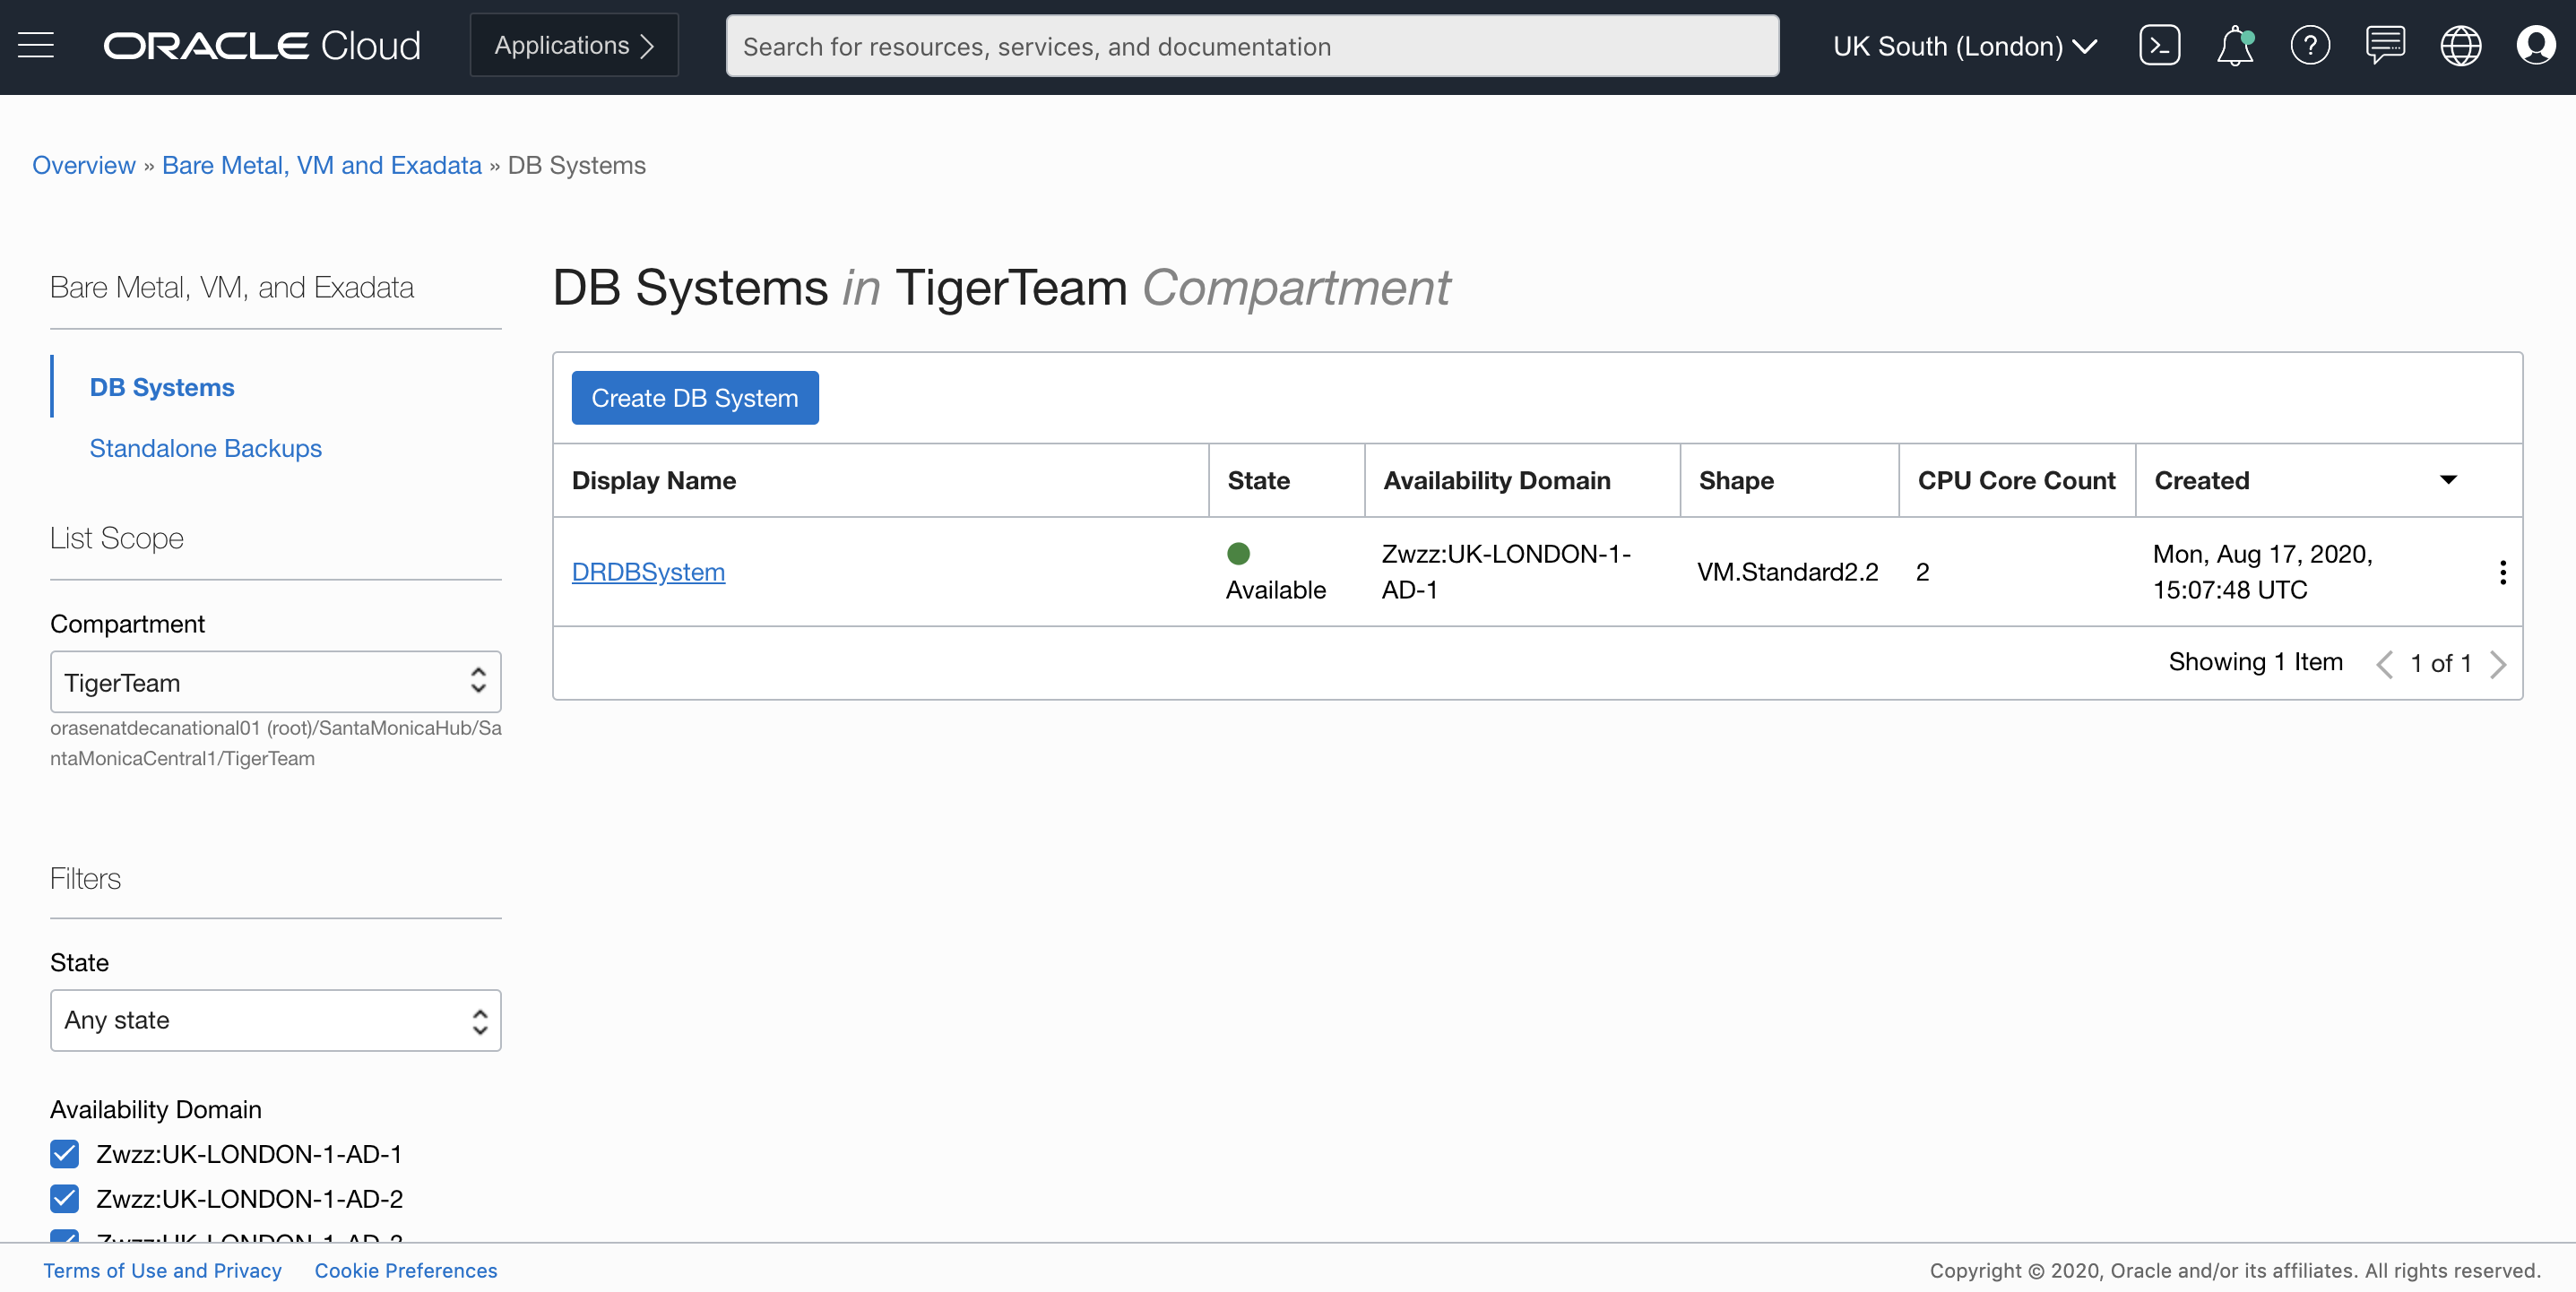 ORACLE Cloud
Applications
Search for resources, services, and documentation
UK South (London)
Overview » Bare Metal, VM and Exadata » DB Systems
Bare Metal, VM, and Exadata
DB Systems
Standalone Backups
List Scope
Compartment
TigerTeam
orasenatdecanational01 (root)/SantaMonicaHub/Sa
ntaMonicaCentral1/TigerTeam
Filters
State
Any state
Availability Domain
Zwzz:UK-LONDON-1-AD-1
Zwzz:UK-LONDON-1-AD-2
DB Systems in TigerTeam Compartment
Create DB System
Display Name State Availability Domain Shape CPU Core Count Created
DRDBSystem
Available
Zwzz:UK-LONDON-1-
AD-1
VM.Standard2.2
2
Mon, Aug 17, 2020,
15:07:48 UTC
Showing 1 Item
1 of 1
Terms of Use and Privacy
Cookie Preferences
Copyright © 2020, Oracle and/or its affiliates. All rights reserved.